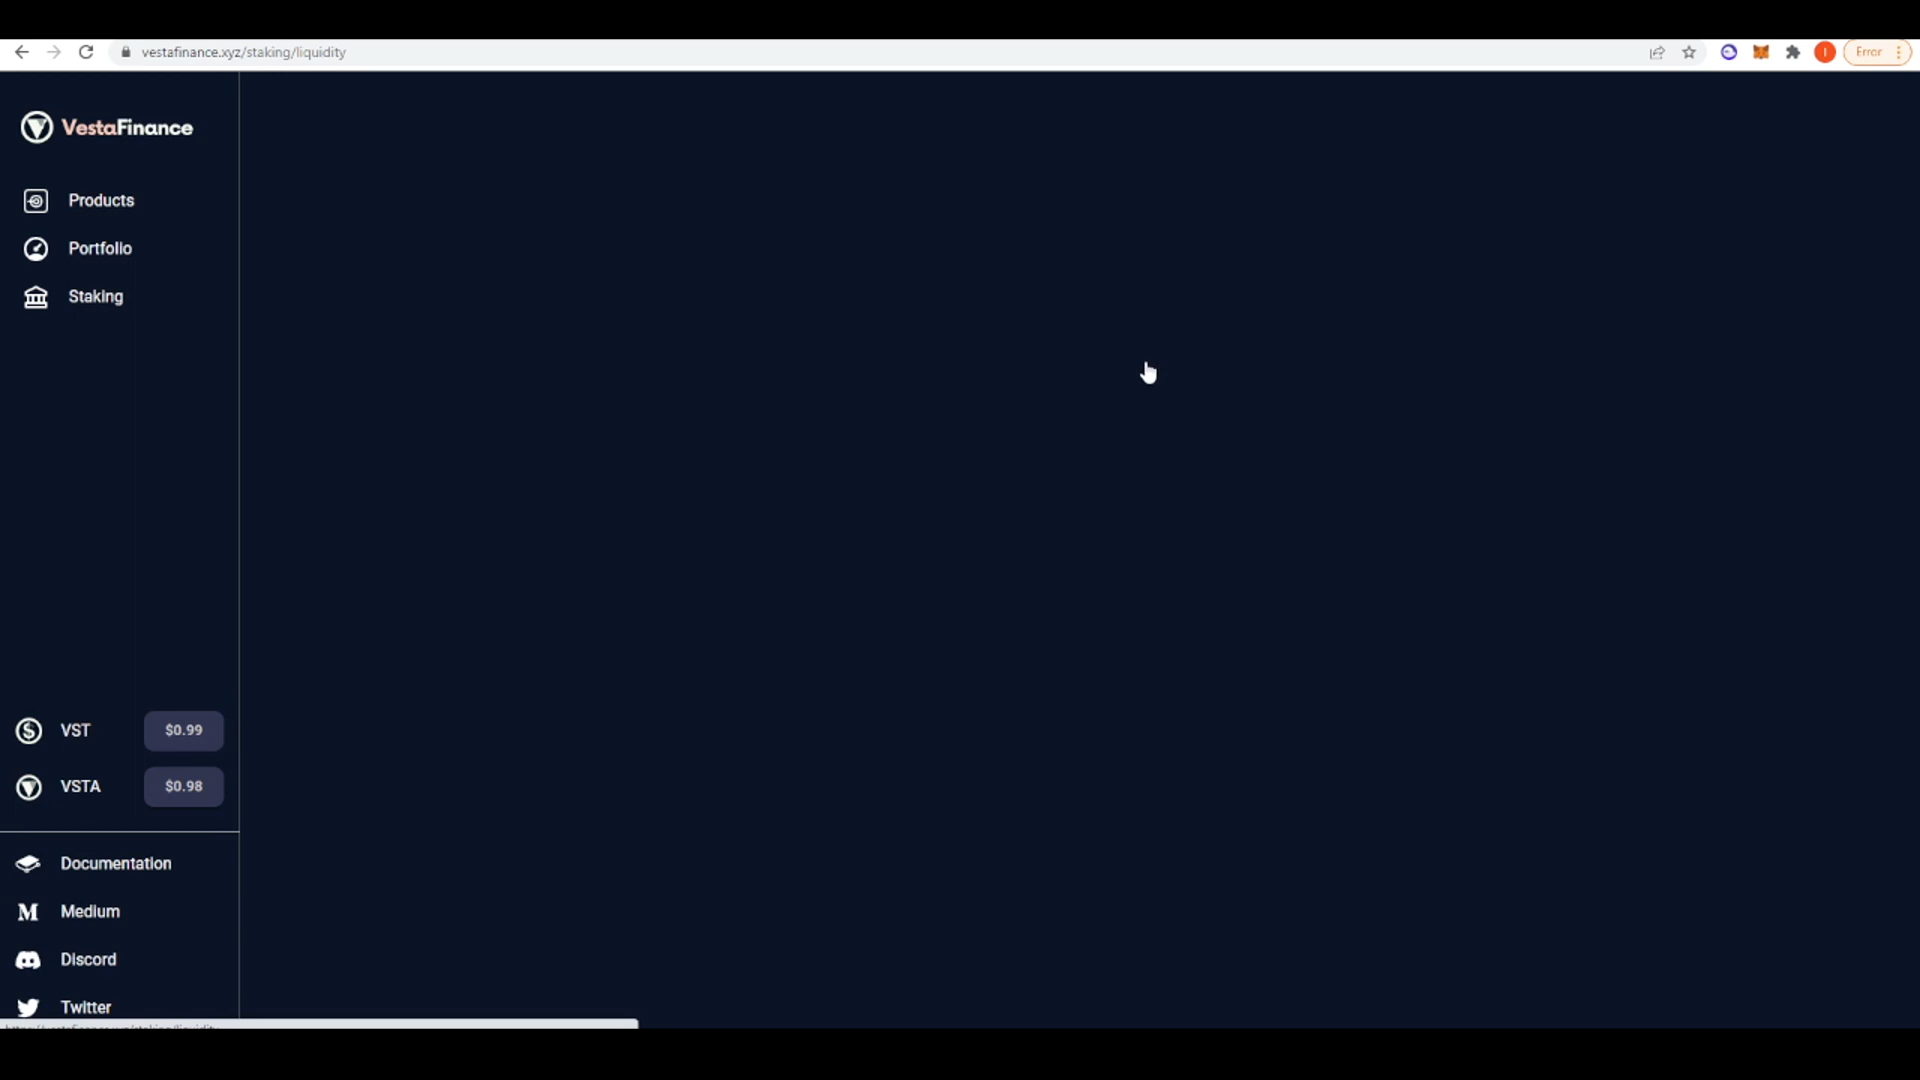 vestafinance.xyz/staking/liquidity
Error
VestaFinance
Products
Portfolio
Staking
VST $0.99
VSTA $0.98
Documentation
Medium
Discord
Twitter